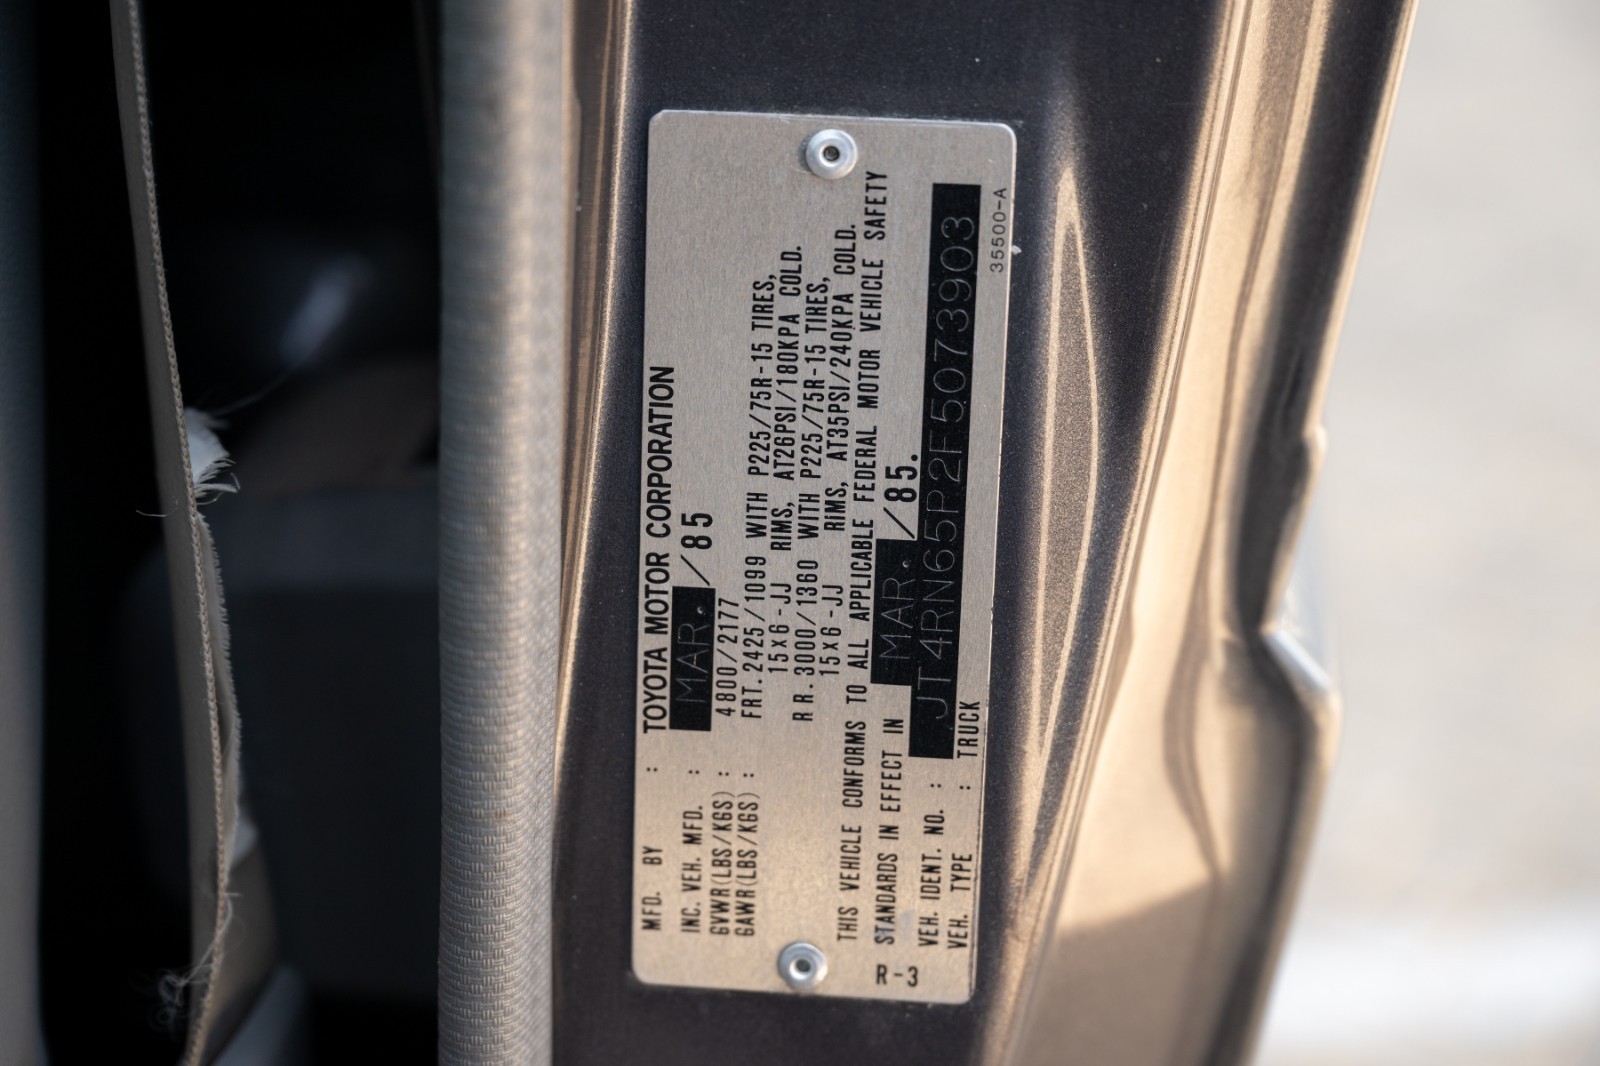 MFD. BY : TOYOTA MOTOR CORPORATION
INC. VEH. MFD. : MAR. /85
GVWR(LBS/KGS) : 4800/2177
GAWR(LBS/KGS) : FRT. 2425/1099 WITH P225/75R-15 TIRES,
15X6-JJ RIMS, AT26PSI/180KPA COLD.
RR. 3000/1360 WITH P225/75R-15 TIRES,
15X6-JJ RIMS, AT35PSI/240KPA COLD.
THIS VEHICLE CONFORMS TO ALL APPLICABLE FEDERAL MOTOR VEHICLE SAFETY
STANDARDS IN EFFECT IN MAR. /85.
VEH. IDENT. NO. : JT4RN65P2F5073903
VEH. TYPE : TRUCK
R-3
35500-A